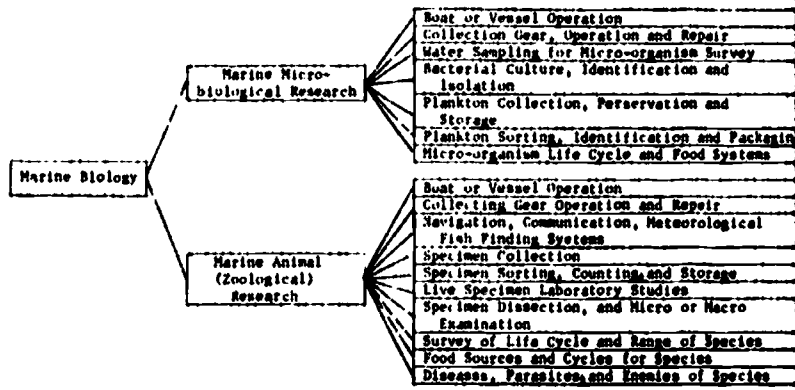 Marine Biology
Marine Micro-
biological Research
Boat or Vessel Operation
Collection Gear, Operation and Repair
Water Sampling for Micro-organism Survey
Bacterial Culture, Identification and
Isolation
Plankton Collection, Perservation and
Storage
Plankton Sorting, Identification and Packagin
Micro-organism Life Cycle and Food Systems
Marine Animal
(Zoological)
Research
Boat or Vessel Operation
Collecting Gear Operation and Repair
Navigation, Communication, Meteorological
Fish Finding Systems
Specimen Collection
Specimen Sorting, Counting and Storage
Live Specimen Laboratory Studies
Specimen Dissection, and Micro or Macro
Examination
Survey of Life Cycle and Range of Species
Food Sources and Cycles for Species
Diseases, Parasites and Enemies of Species